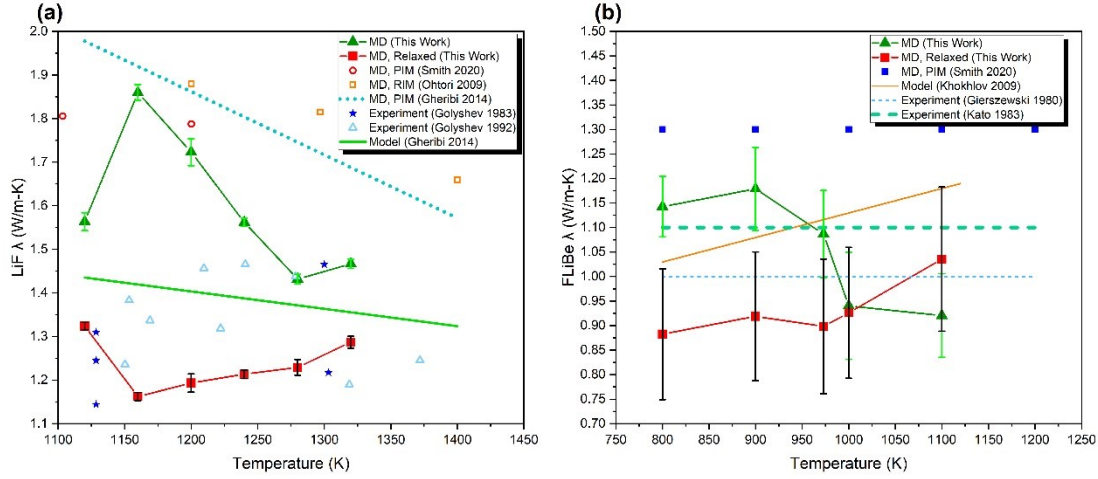 (a)
LiF λ (W/m-K)
2.0
1.9
1.8
1.7
1.6
1.5
1.4
1.3
1.2
1.1
MD (This Work)
MD, Relaxed (This Work)
MD, PIM (Smith 2020)
MD, RIM (Ohtori 2009)
MD, PIM (Gheribi 2014)
Experiment (Golyshev 1983)
Experiment (Golyshev 1992)
Model (Gheribi 2014)
1100 1150 1200 1250 1300 1350 1400 1450
Temperature (K)
(b)
FLiBe λ (W/m-K)
1.50
1.45
1.40
1.35
1.30
1.25
1.20
1.15
1.10
1.05
1.00
0.95
0.90
0.85
0.80
0.75
0.70
MD (This Work)
MD, Relaxed (This Work)
MD, PIM (Smith 2020)
Model (Khokhlov 2009)
Experiment (Gierszewski 1980)
Experiment (Kato 1983)
750 800 850 900 950 1000 1050 1100 1150 1200 1250
Temperature (K)